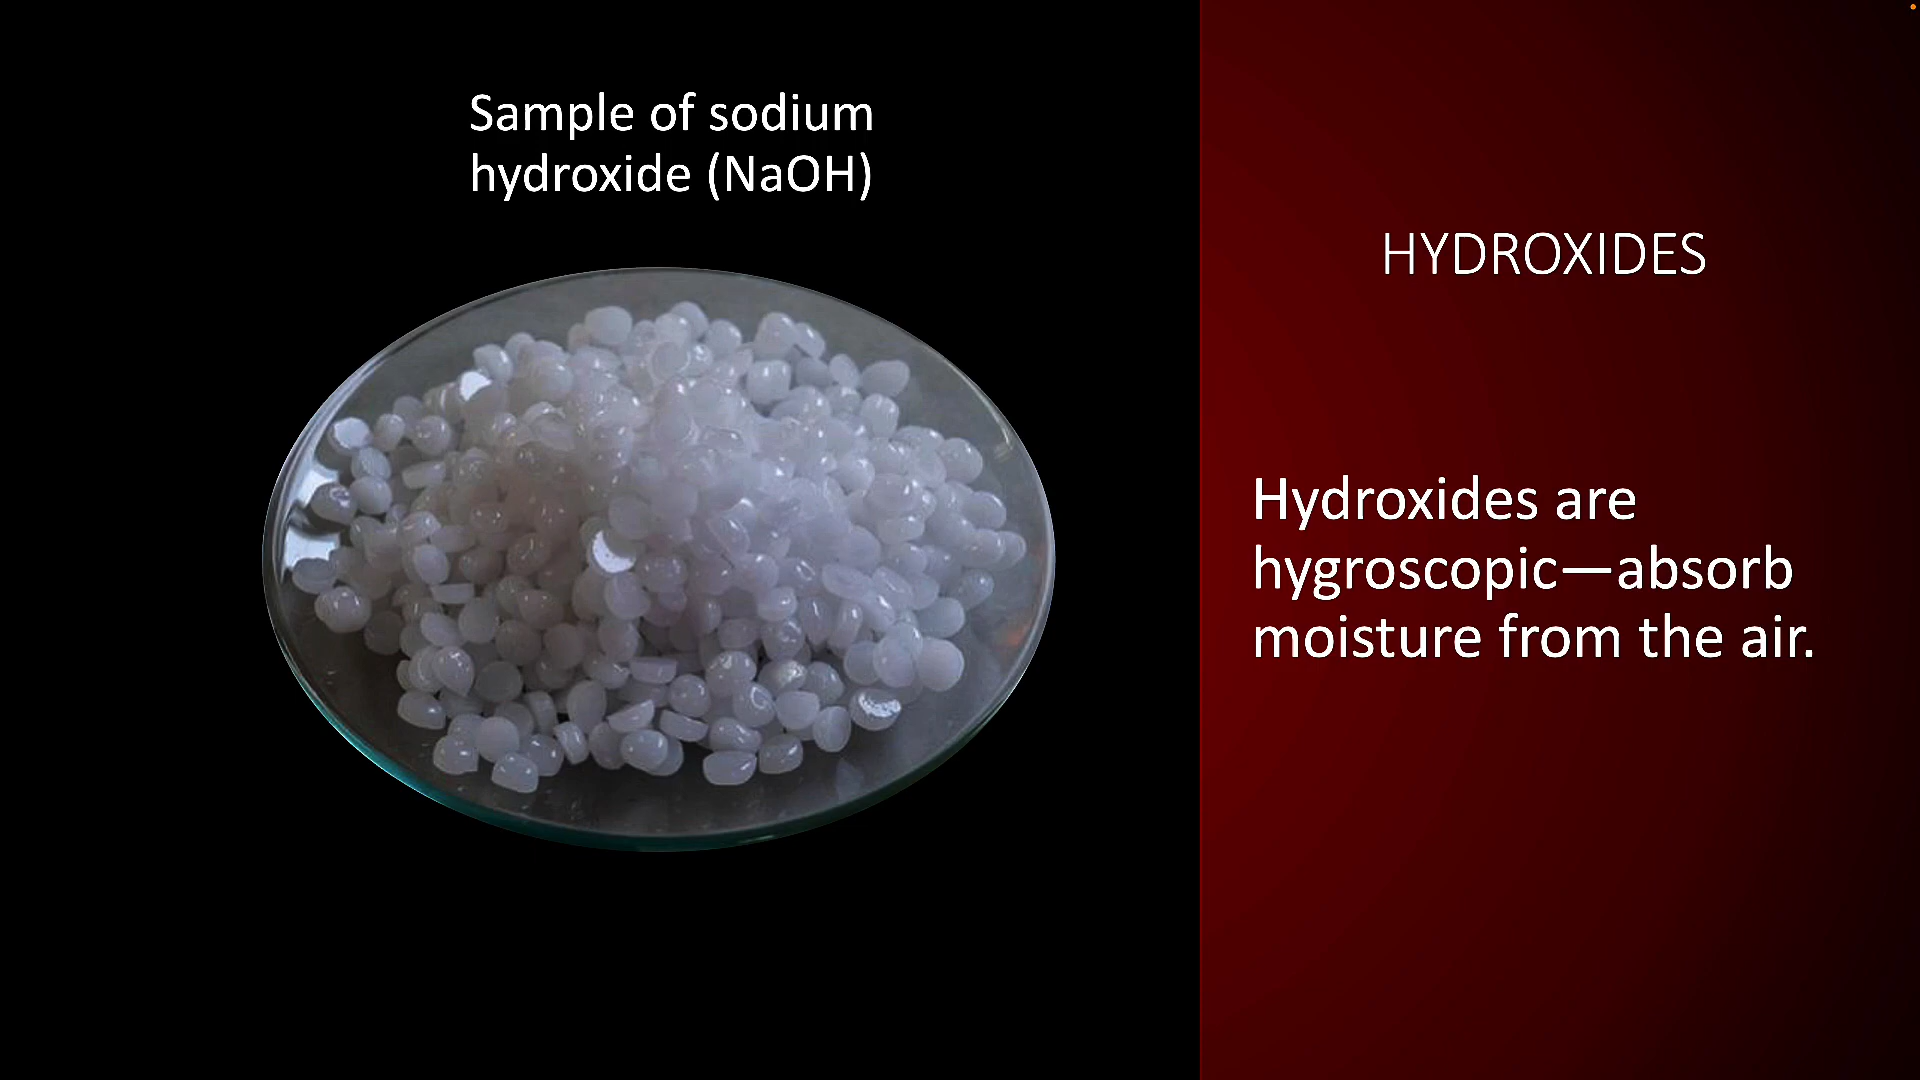 Sample of sodium
hydroxide (NaOH)
HYDROXIDES
Hydroxides are
hygroscopic—absorb
moisture from the air.